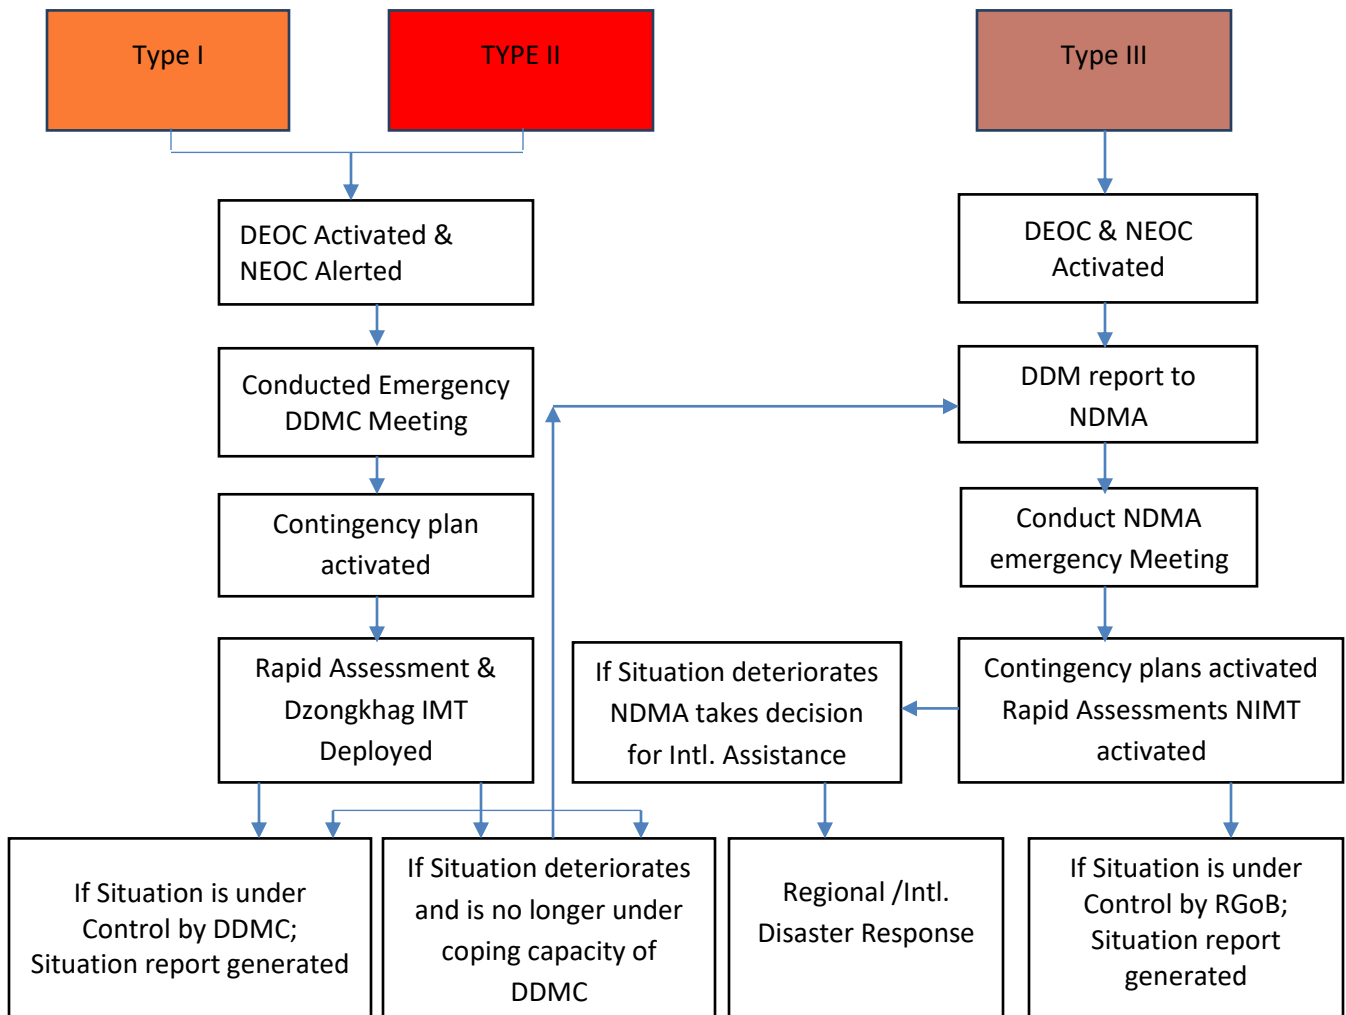 Type I
TYPE II
Type III
DEOC Activated &
NEOC Alerted
DEOC & NEOC
Activated
Conducted Emergency
DDMC Meeting
DDM report to
NDMA
Contingency plan
activated
Conduct NDMA
emergency Meeting
Rapid Assessment &
Dzongkhag IMT
Deployed
If Situation deteriorates
NDMA takes decision
for Intl. Assistance
Contingency plans activated
Rapid Assessments NIMT
activated
If Situation is under
Control by DDMC;
Situation report generated
If Situation deteriorates
and is no longer under
coping capacity of
DDMC
Regional /Intl.
Disaster Response
If Situation is under
Control by RGoB;
Situation report
generated